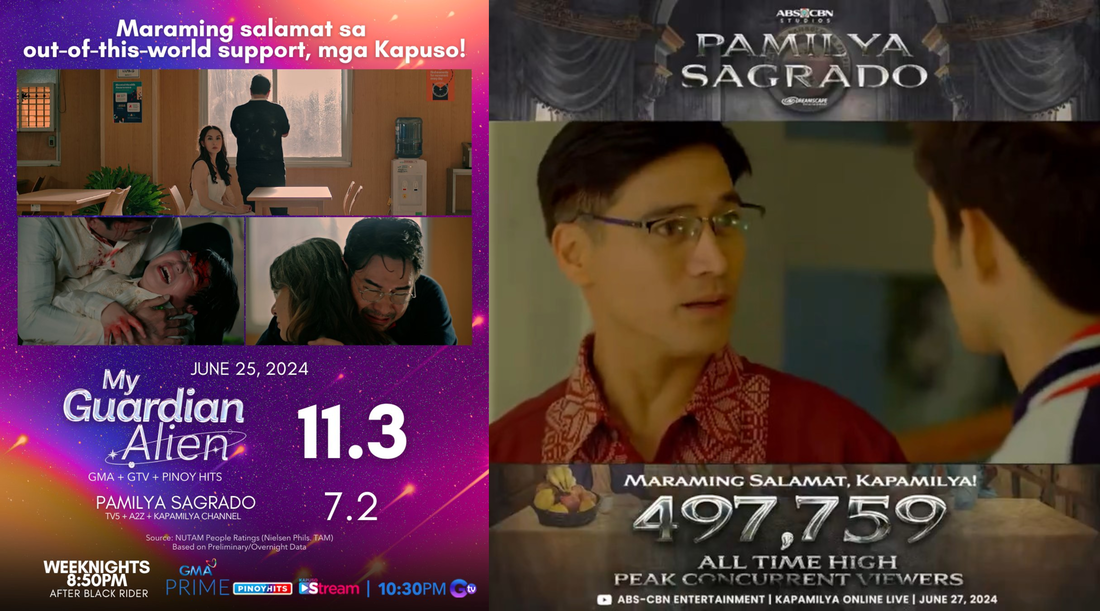 Maraming salamat sa
out-of-this-world support, mga Kapuso!
JUNE 25, 2024
My
Guardian
Alien
11.3
GMA + GTV + PINOY HITS
PAMILYA SAGRADO
7.2
TV5 + A2Z + KAPAMILYA CHANNEL
Source: NUTAM People Ratings (Nielsen Phils. TAM)
Based on Preliminary/Overnight Data
WEEKNIGHTS
8:50PM
AFTER BLACK RIDER
GMA
PRIME
PINOYHITS
Stream
| 10:30PM
Gtv
ABS-CBN
STUDIOS
PAMILYA
SAGRADO
DREAMSCAPE
MARAMING SALAMAT, KAPAMILYA!
497,759
ALL TIME HIGH
PEAK CONCURRENT VIEWERS
ABS-CBN ENTERTAINMENT | KAPAMILYA ONLINE LIVE | JUNE 27, 2024